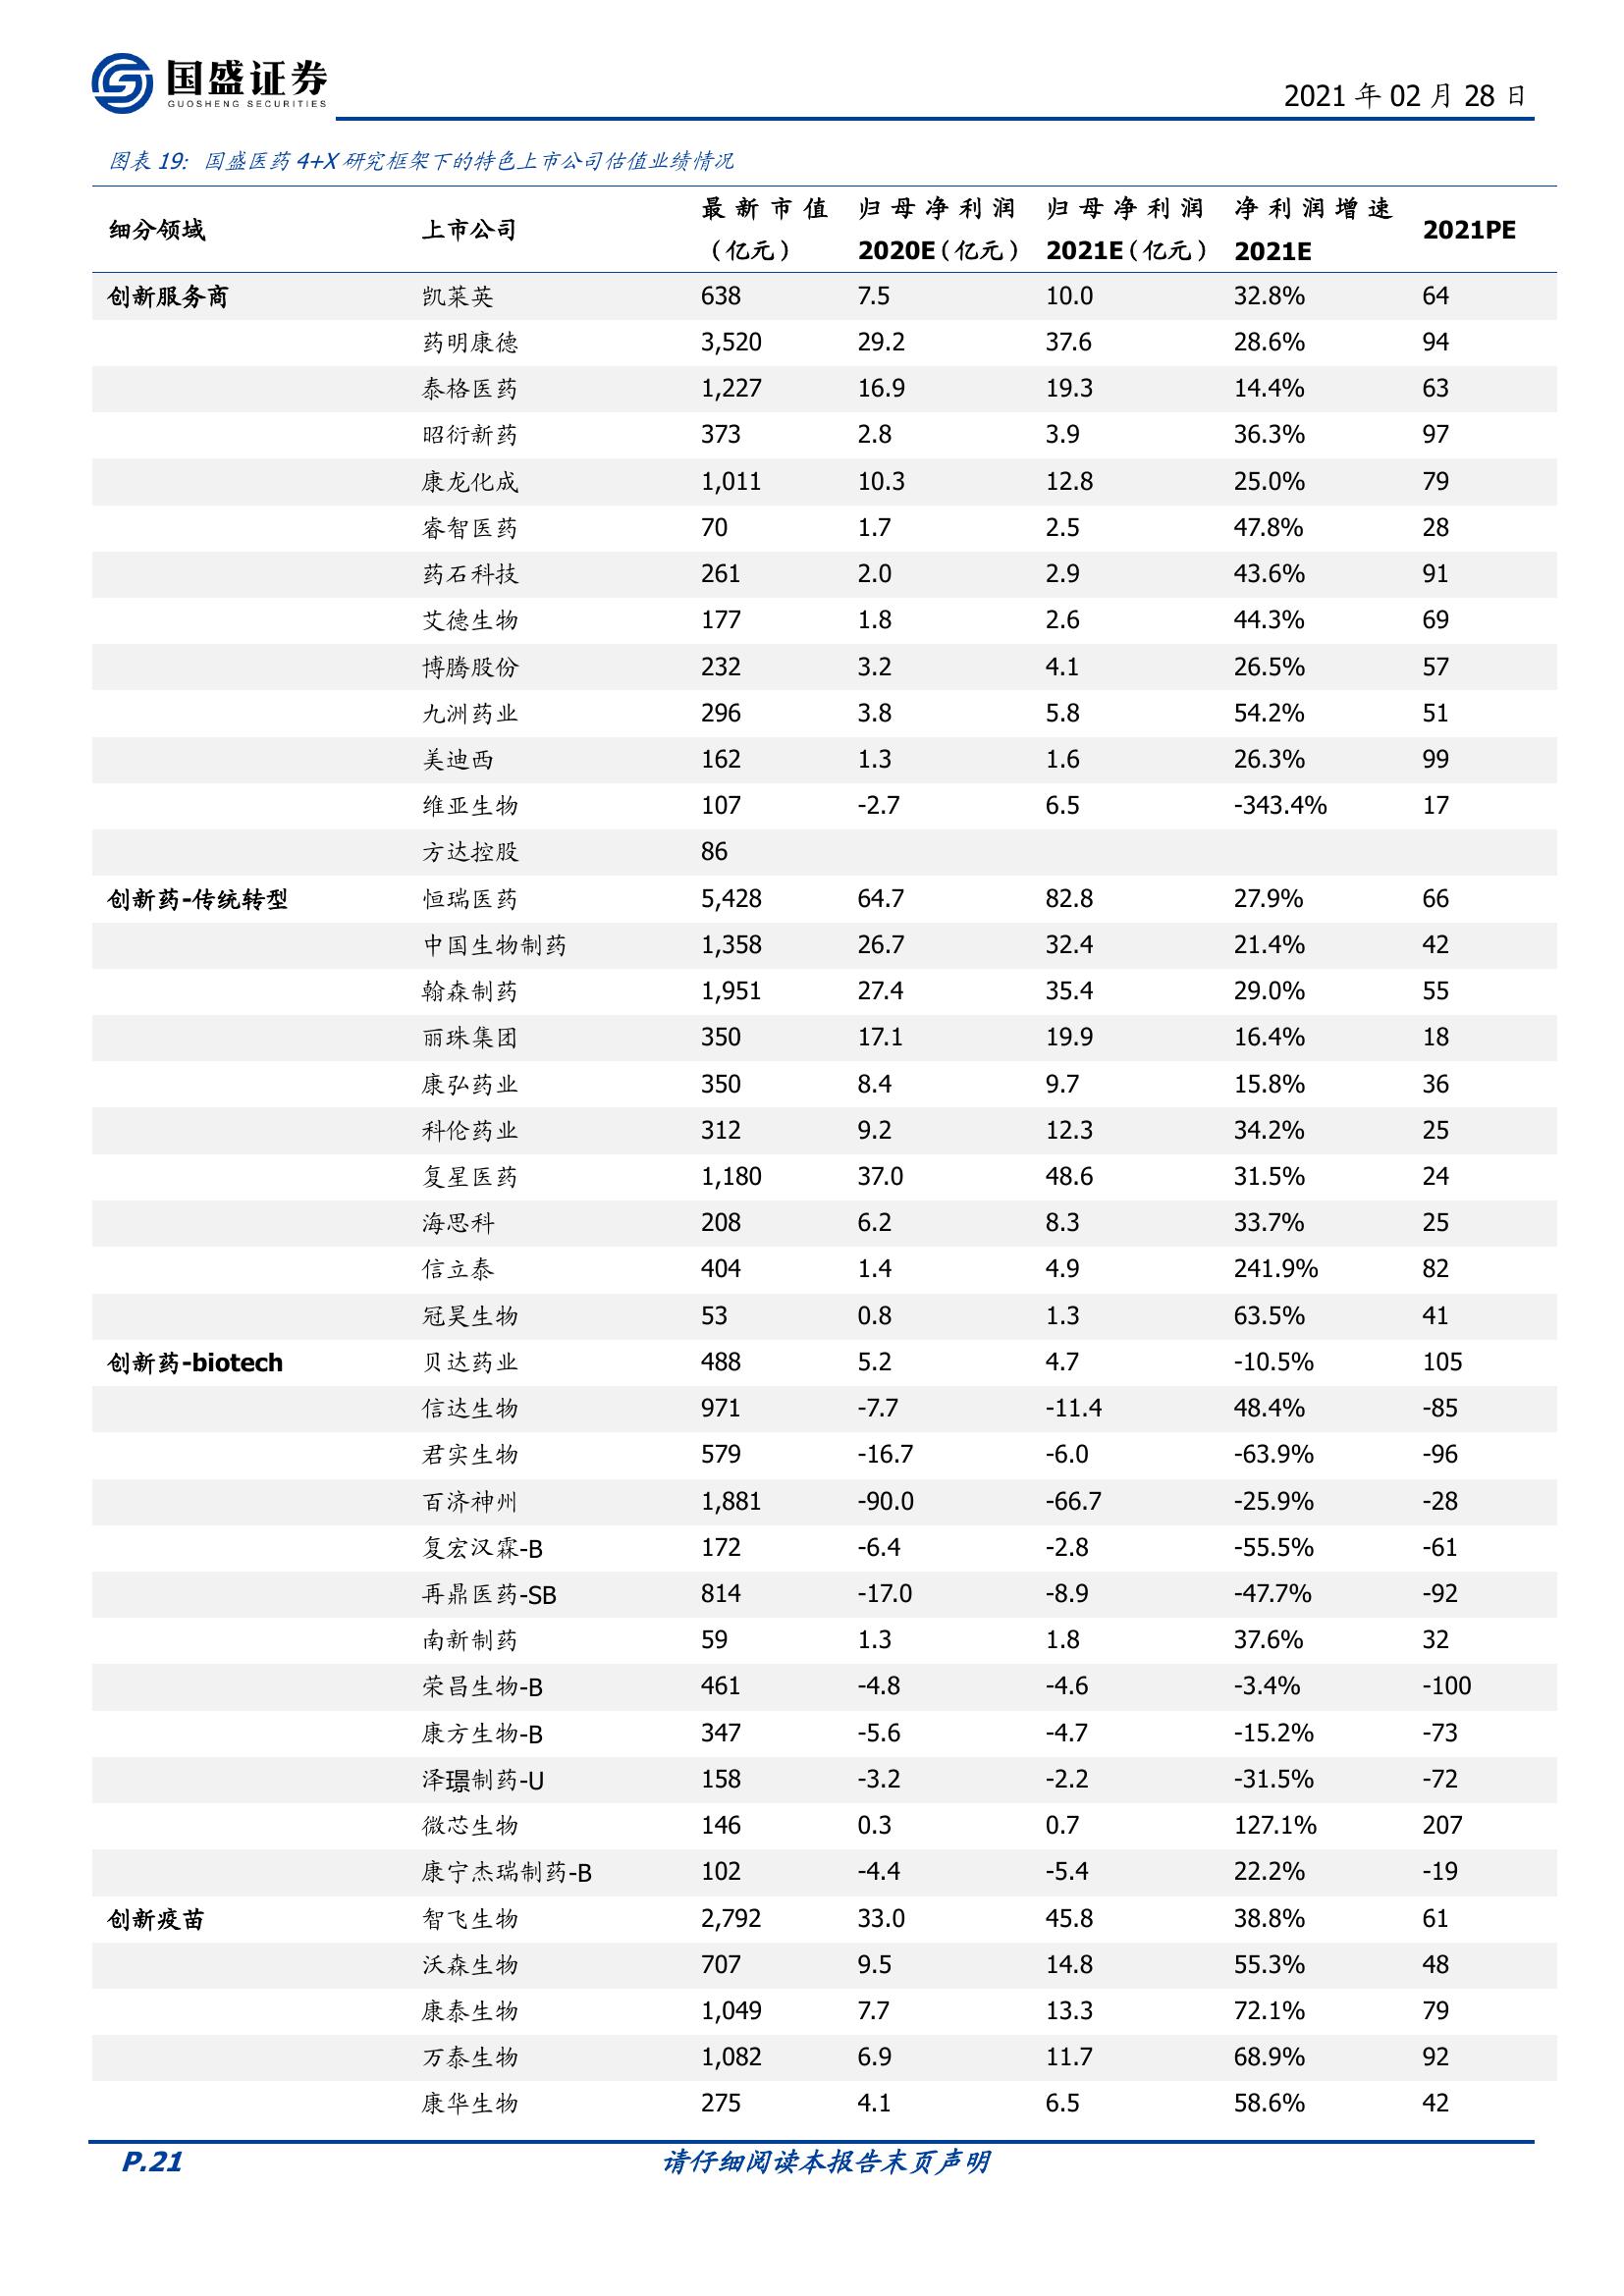 国盛证券
GUOSHENG SECURITIES
2021 年 02 月 28 日
图表 19： 国盛医药 4+X 研究框架下的特色上市公司估值业绩情况
细分领域 上市公司 最新市值（亿元） 归母净利润 2020E（亿元） 归母净利润 2021E（亿元） 净利润增速 2021E 2021PE
创新服务商 凯莱英 638 7.5 10.0 32.8% 64
药明康德 3,520 29.2 37.6 28.6% 94
泰格医药 1,227 16.9 19.3 14.4% 63
昭衍新药 373 2.8 3.9 36.3% 97
康龙化成 1,011 10.3 12.8 25.0% 79
睿智医药 70 1.7 2.5 47.8% 28
药石科技 261 2.0 2.9 43.6% 91
艾德生物 177 1.8 2.6 44.3% 69
博腾股份 232 3.2 4.1 26.5% 57
九洲药业 296 3.8 5.8 54.2% 51
美迪西 162 1.3 1.6 26.3% 99
维亚生物 107 -2.7 6.5 -343.4% 17
方达控股 86
创新药-传统转型 恒瑞医药 5,428 64.7 82.8 27.9% 66
中国生物制药 1,358 26.7 32.4 21.4% 42
翰森制药 1,951 27.4 35.4 29.0% 55
丽珠集团 350 17.1 19.9 16.4% 18
康弘药业 350 8.4 9.7 15.8% 36
科伦药业 312 9.2 12.3 34.2% 25
复星医药 1,180 37.0 48.6 31.5% 24
海思科 208 6.2 8.3 33.7% 25
信立泰 404 1.4 4.9 241.9% 82
冠昊生物 53 0.8 1.3 63.5% 41
创新药-biotech 贝达药业 488 5.2 4.7 -10.5% 105
信达生物 971 -7.7 -11.4 48.4% -85
君实生物 579 -16.7 -6.0 -63.9% -96
百济神州 1,881 -90.0 -66.7 -25.9% -28
复宏汉霖-B 172 -6.4 -2.8 -55.5% -61
再鼎医药-SB 814 -17.0 -8.9 -47.7% -92
南新制药 59 1.3 1.8 37.6% 32
荣昌生物-B 461 -4.8 -4.6 -3.4% -100
康方生物-B 347 -5.6 -4.7 -15.2% -73
泽璟制药-U 158 -3.2 -2.2 -31.5% -72
微芯生物 146 0.3 0.7 127.1% 207
康宁杰瑞制药-B 102 -4.4 -5.4 22.2% -19
创新疫苗 智飞生物 2,792 33.0 45.8 38.8% 61
沃森生物 707 9.5 14.8 55.3% 48
康泰生物 1,049 7.7 13.3 72.1% 79
万泰生物 1,082 6.9 11.7 68.9% 92
康华生物 275 4.1 6.5 58.6% 42
P.21 请仔细阅读本报告末页声明